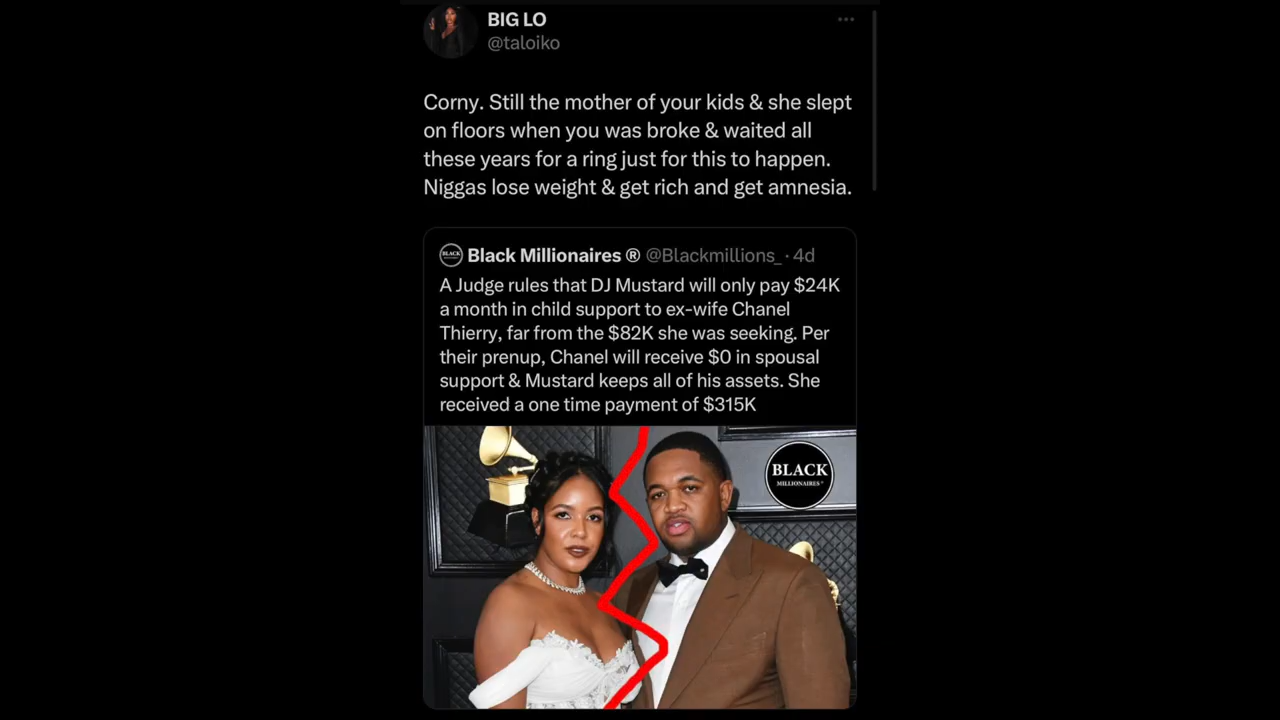 BIG LO
@taloiko
Corny. Still the mother of your kids & she slept
on floors when you was broke & waited all
these years for a ring just for this to happen.
Niggas lose weight & get rich and get amnesia.
BLACK
Black Millionaires ® @Blackmillions_ · 4d
A Judge rules that DJ Mustard will only pay $24K
a month in child support to ex-wife Chanel
Thierry, far from the $82K she was seeking. Per
their prenup, Chanel will receive $0 in spousal
support & Mustard keeps all of his assets. She
received a one time payment of $315K
BLACK
MILLIONAIRES®